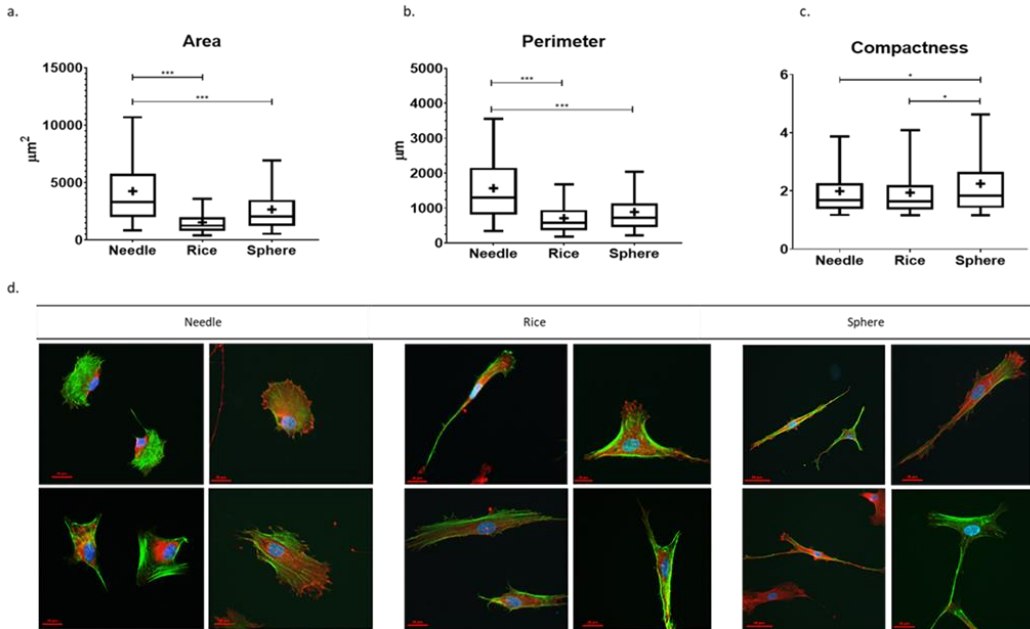 a.
b.
c.
Area
Perimeter
Compactness
15000
10000
5000
0
μm²
***
***
Needle Rice Sphere
5000
4000
3000
2000
1000
0
μm
***
***
Needle Rice Sphere
6
4
2
0
*
*
Needle Rice Sphere
d.
Needle Rice Sphere